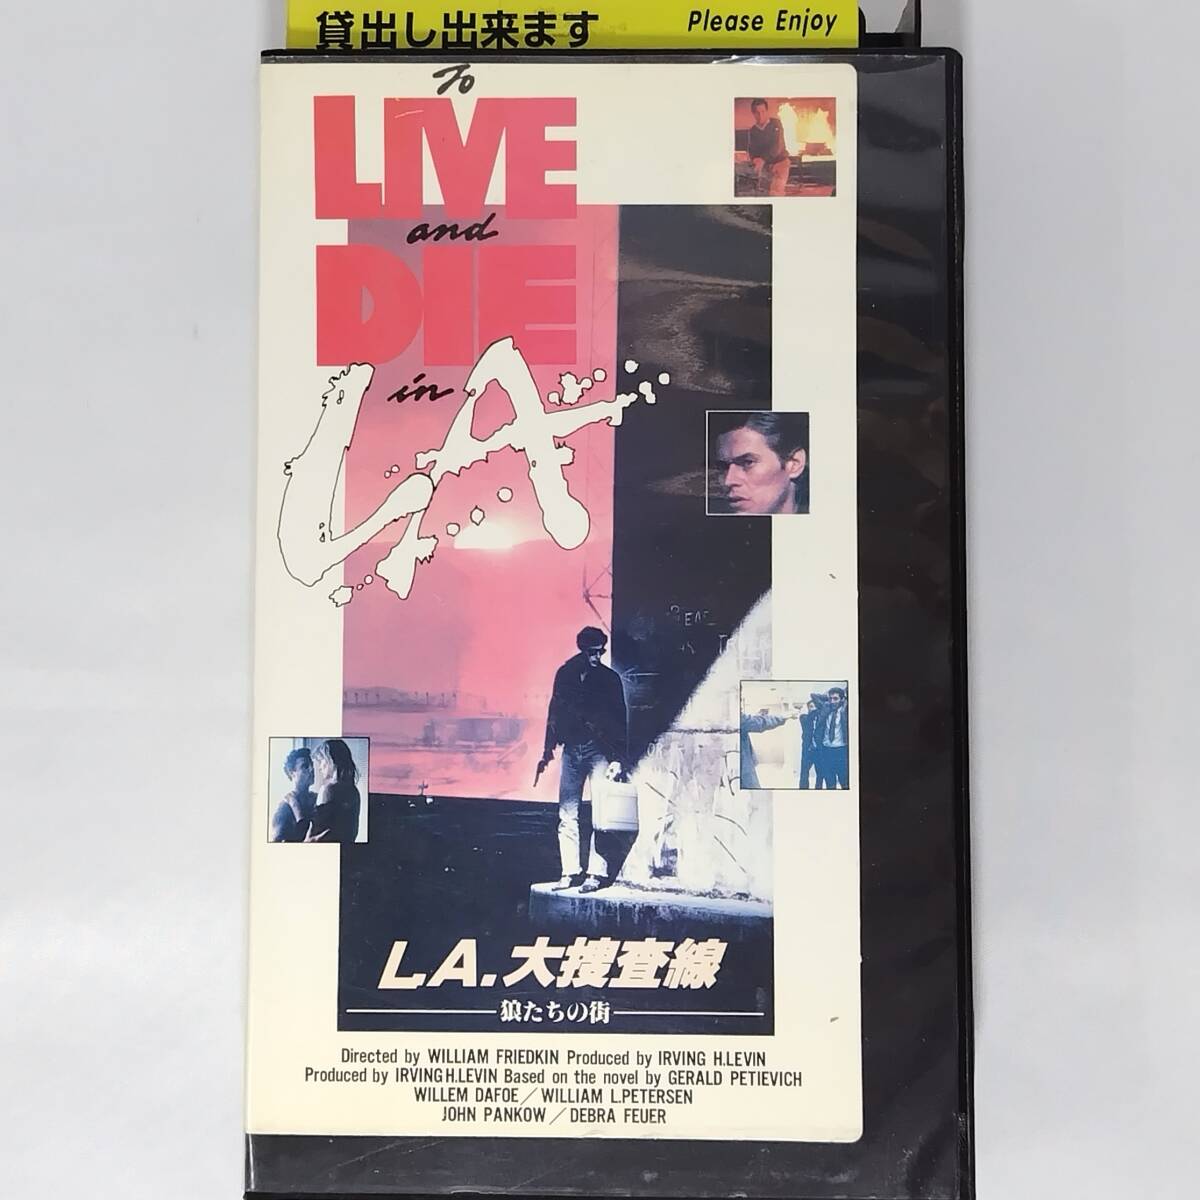 貸出し出来ます
Please Enjoy
To
LIVE
and
DIE
in
L.A.
L.A.大捜査線
狼たちの街
Directed by WILLIAM FRIEDKIN Produced by IRVING H.LEVIN
Produced by IRVING H.LEVIN Based on the novel by GERALD PETIEVICH
WILLEM DAFOE／WILLIAM L.PETERSEN
JOHN PANKOW／DEBRA FEUER